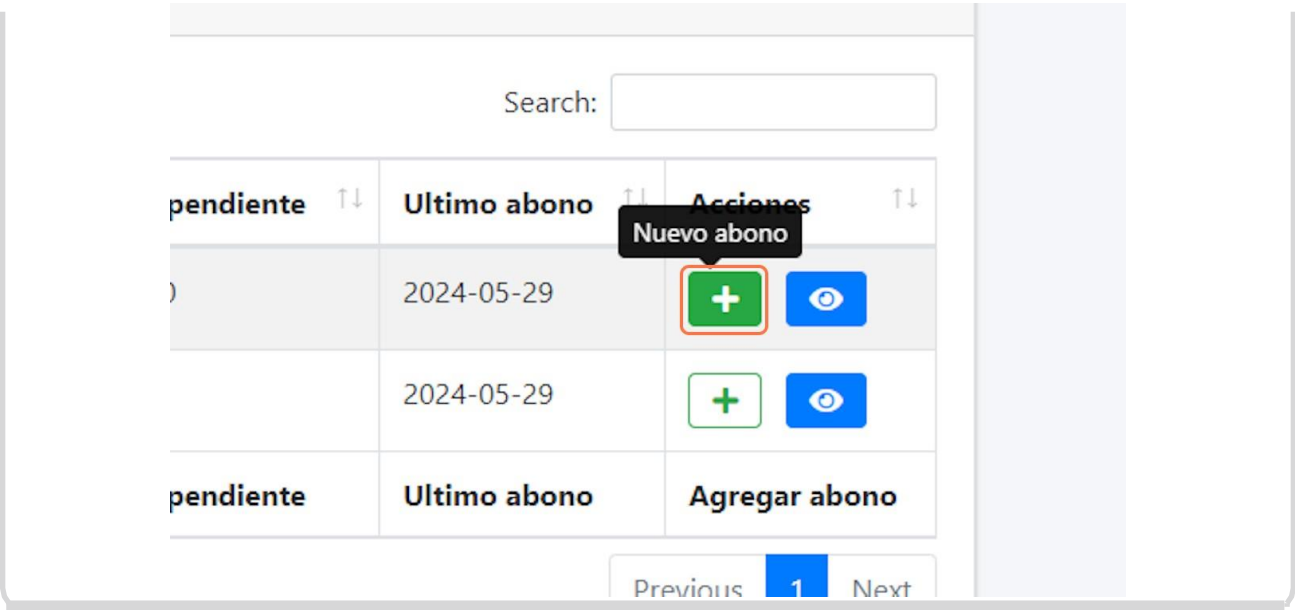 Search:
pendiente Ultimo abono Acciones
Nuevo abono
2024-05-29
2024-05-29
pendiente Ultimo abono Agregar abono
Previous 1 Next